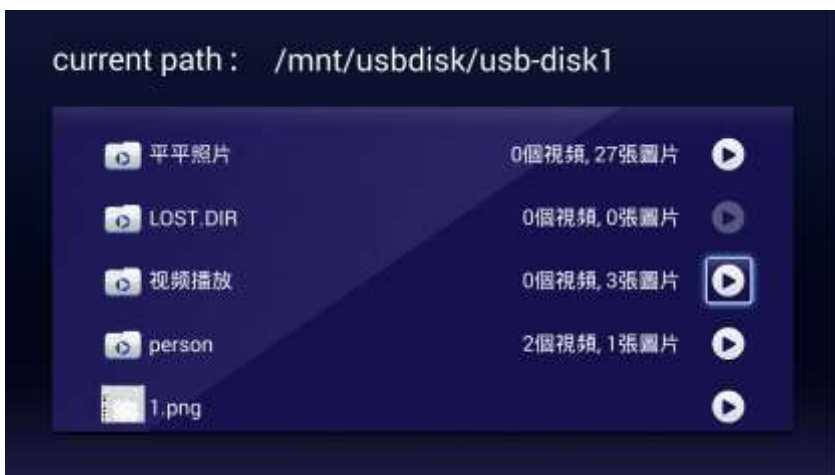 current path : /mnt/usbdisk/usb-disk1
平平照片 0個視頻, 27張圖片
LOST.DIR 0個視頻, 0張圖片
视频播放 0個視頻, 3張圖片
person 2個視頻, 1張圖片
1.png